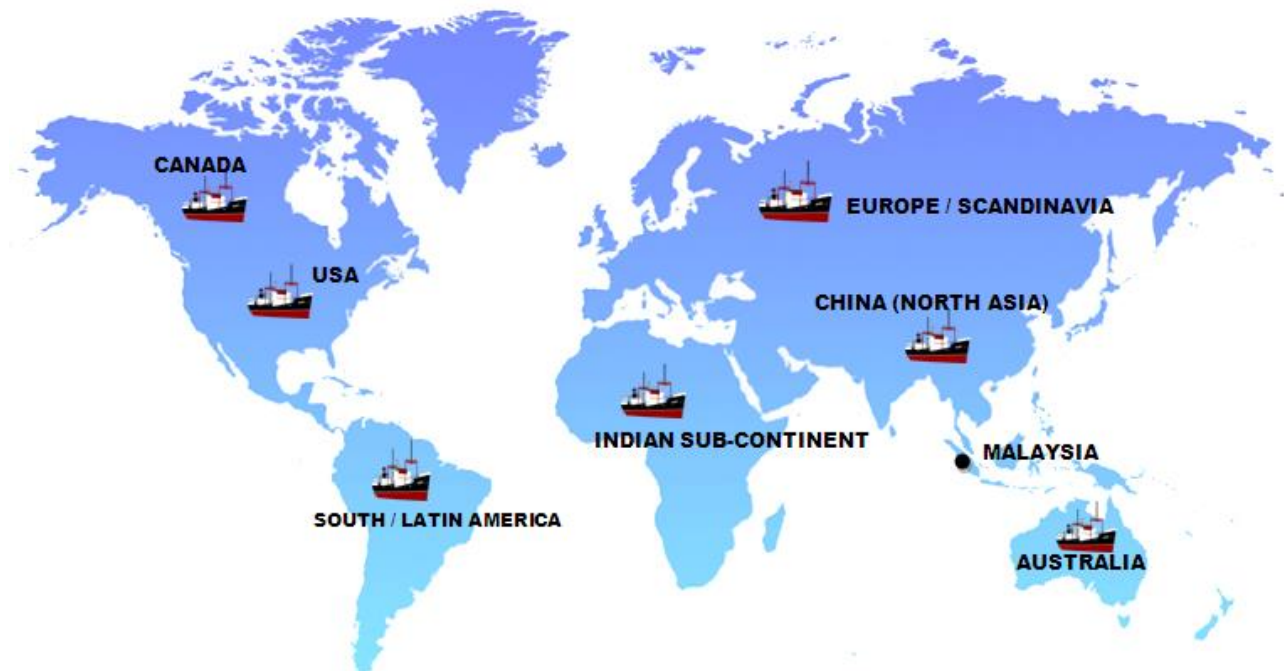 CANADA
EUROPE / SCANDINAVIA
USA
CHINA (NORTH ASIA)
INDIAN SUB-CONTINENT
MALAYSIA
SOUTH / LATIN AMERICA
AUSTRALIA